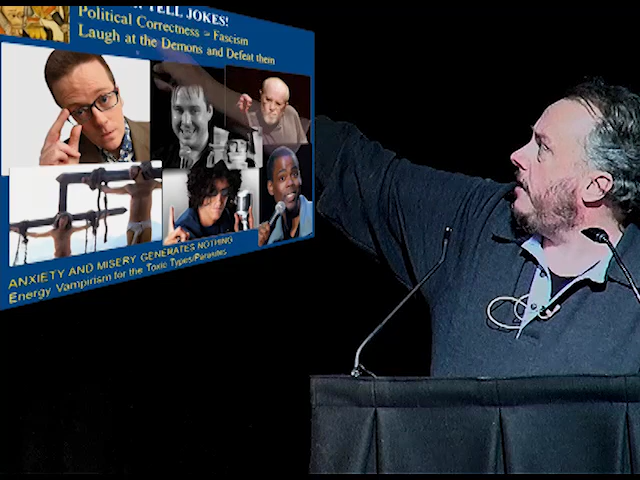 TELL JOKES!
Political Correctness = Fascism
Laugh at the Demons and Defeat them
ANXIETY AND MISERY GENERATES NOTHING
Energy Vampirism for the Toxic Types/Parasites